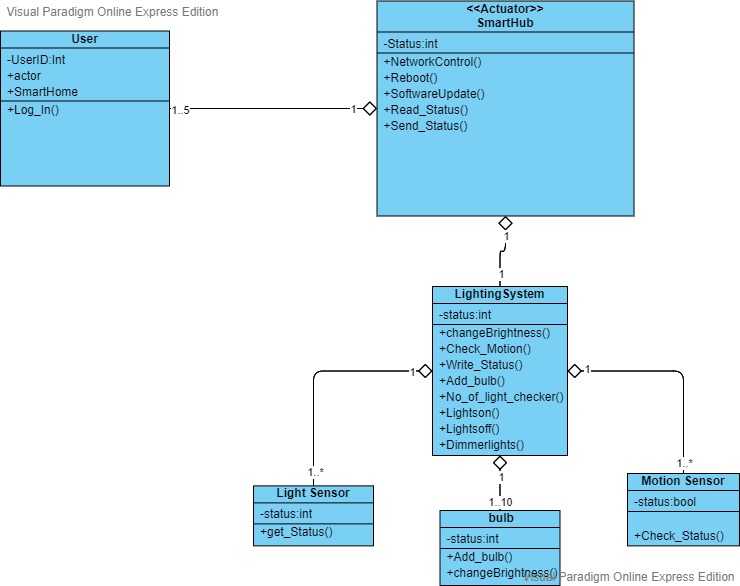 Visual Paradigm Online Express Edition
User
-UserID:Int
+actor
+SmartHome
+Log_In()
<<Actuator>>
SmartHub
-Status:int
+NetworkControl()
+Reboot()
+SoftwareUpdate()
+Read_Status()
+Send_Status()
1..5
1
1
1
LightingSystem
-status:int
+changeBrightness()
+Check_Motion()
+Write_Status()
+Add_bulb()
+No_of_light_checker()
+Lightson()
+Lightsoff()
+Dimmerlights()
1
1
1
1..*
1..10
1..*
Light Sensor
-status:int
+get_Status()
bulb
-status:int
+Add_bulb()
+changeBrightness()
Motion Sensor
-status:bool
+Check_Status()
Visual Paradigm Online Express Edition